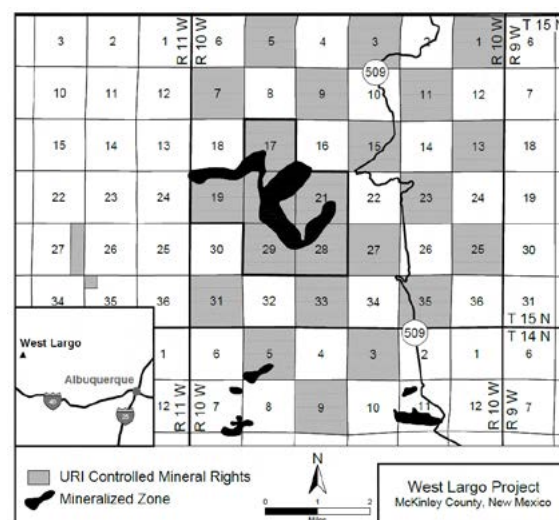 3 2 1 R 11 W R 10 W 6 5 4 3 2 1 R 10 W R 9 W 6 T 15 N
509
10 11 12 7 8 9 10 11 12 7
15 14 13 18 17 16 15 14 13 18
22 23 24 19 21 22 23 24 19
27 26 25 30 29 28 27 26 25 30
34 35 36 31 32 33 34 35 36 31
T 15 N
T 14 N
509
West Largo
1 6 5 4 3 2 1 6
Albuquerque
40
25
12 R 11 W R 10 W 7 8 9 10 11 12 R 10 W R 9 W 7
URI Controlled Mineral Rights
Mineralized Zone
N
0 1 2
Miles
West Largo Project
McKinley County, New Mexico